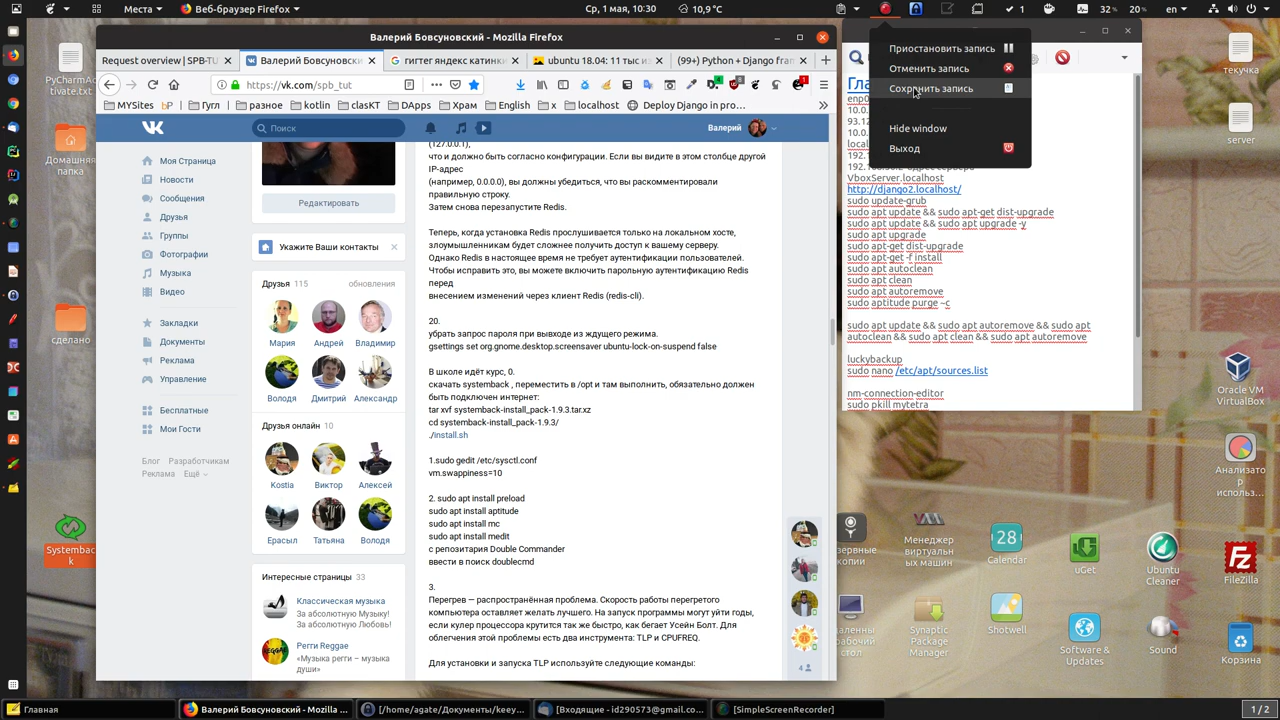 Места
Веб-браузер Firefox
Ср, 1 мая, 10:30
10,9 °C
Валерий Бовсуновский - Mozilla Firefox
Request overview | SPB-TU
Валерий Бовсуновски
гиггег яндекс катинки
ubuntu 18.04: 11 тыс и
(99+) Python + Django
https://vk.com/spb_tut
MYSites
ЬР
Гугл
разное
kotlin
clasKT
DApps
Храм
English
x
localhost
Deploy Django in pro…
Поиск
Валерий
Моя Страница
Новости
Сообщения
Друзья
Группы
Фотографии
Музыка
Видео
Закладки
Документы
Реклама
Управление
Бесплатные
Мои Гости
Блог Разработчикам
Реклама Ещё
Редактировать
Укажите Ваши контакты
Друзья 115 обновления
Мария Андрей Владимир
Володя Дмитрий Александр
Друзья онлайн 10
Kostia Виктор Алексей
Ерасыл Татьяна Володя
Интересные страницы 33
Классическая музыка
За абсолютную Музыку!
За абсолютную Любовь!
Регги Reggae
«Музыка регги – музыка
души»
(127.0.0.1),
что и должно быть согласно конфигурации. Если вы видите в этом столбце другой
IP-адрес
(например, 0.0.0.0), вы должны убедиться, что вы раскомментировали
правильную строку.
Затем снова перезапустите Redis.
Теперь, когда установка Redis прослушивается только на локальном хосте,
злоумышленникам будет сложнее получить доступ к вашему серверу.
Однако Redis в настоящее время не требует аутентификации пользователей.
Чтобы исправить это, вы можете включить парольную аутентификацию Redis
перед
внесением изменений через клиент Redis (redis-cli).
20.
убрать запрос пароля при вывходе из ждущего режима.
gsettings set org.gnome.desktop.screensaver ubuntu-lock-on-suspend false
В школе идёт курс, 0.
скачать systemback , переместить в /opt и там выполнить, обязательно должен
быть подключен интернет:
tar xvf systemback-install_pack-1.9.3.tar.xz
cd systemback-install_pack-1.9.3/
./install.sh
1.sudo gedit /etc/sysctl.conf
vm.swappiness=10
2. sudo apt install preload
sudo apt install aptitude
sudo apt install mc
sudo apt install medit
с репозитария Double Commander
ввести в поиск doublecmd
3.
Перегрев — распространённая проблема. Скорость работы перегретого
компьютера оставляет желать лучшего. На запуск программы могут уйти годы,
если кулер процессора крутится так же быстро, как бегает Усейн Болт. Для
облегчения этой проблемы есть два инструмента: TLP и CPUFREQ.
Для установки и запуска TLP используйте следующие команды:
4
Приостановить запись
Отменить запись
Сохранить запись
Hide window
Выход
VboxServer.localhost
http://django2.localhost/
sudo update-grub
sudo apt update && sudo apt-get dist-upgrade
sudo apt update && sudo apt upgrade -y
sudo apt upgrade
sudo apt-get dist-upgrade
sudo apt-get -f install
sudo apt autoclean
sudo apt clean
sudo apt autoremove
sudo aptitude purge ~c
sudo apt update && sudo apt autoremove && sudo apt
autoclean && sudo apt clean && sudo apt autoremove
luckybackup
sudo nano /etc/apt/sources.list
nm-connection-editor
sudo pkill mytetra
PyCharmAc
tivate.txt
Домашняя
папка
сделано
Systembac
k
текучка
server
Oracle VM
VirtualBox
Анализато
р
использ…
FileZilla
Корзина
Менеджер
виртуальн
ых машин
28
Calendar
uGet
Ubuntu
Cleaner
Synaptic
Package
Manager
Shotwell
Software &
Updates
Sound
Главная
Валерий Бовсуновский - Mozilla ...
[/home/agate/Документы/keey...
[Входящие - id290573@gmail.co...
[SimpleScreenRecorder]
1 / 2